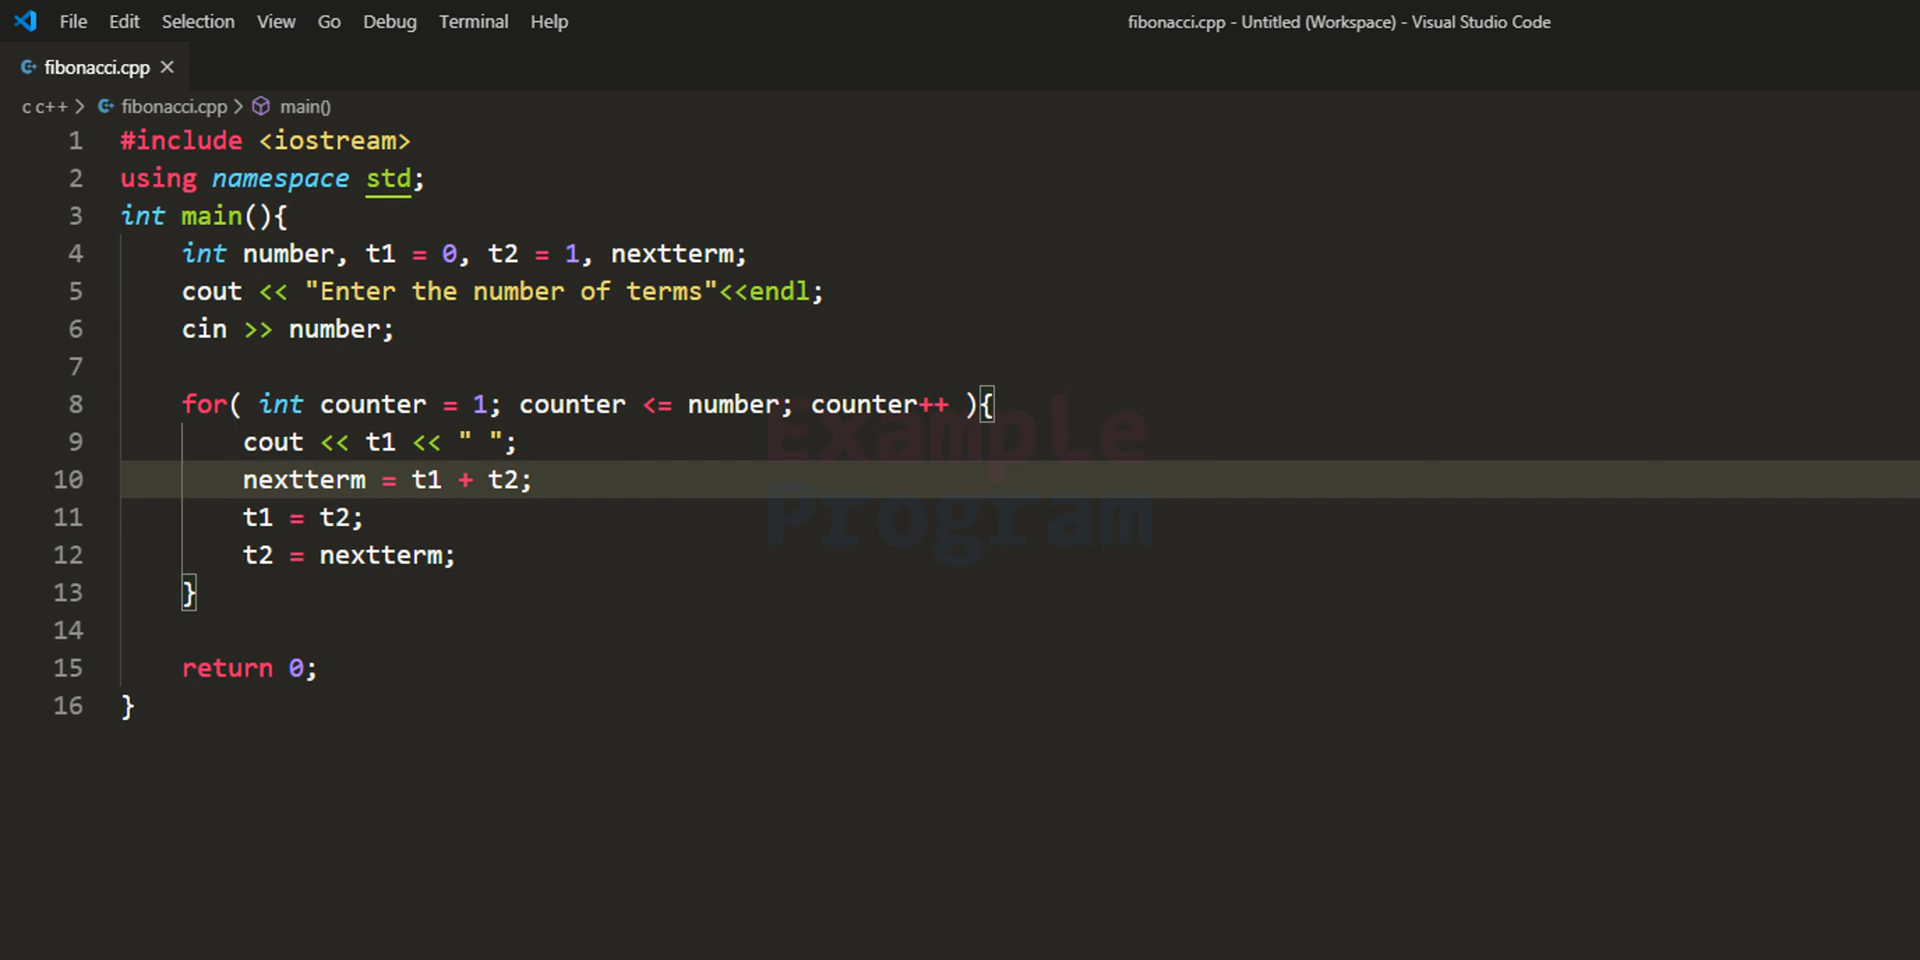 File Edit Selection View Go Debug Terminal Help fibonacci.cpp - Untitled (Workspace) - Visual Studio Code
fibonacci.cpp ×
c c++ > fibonacci.cpp > main()
1 #include <iostream>
2 using namespace std;
3 int main(){
4     int number, t1 = 0, t2 = 1, nextterm;
5     cout << "Enter the number of terms"<<endl;
6     cin >> number;
7
8     for( int counter = 1; counter <= number; counter++ ){
9         cout << t1 << " ";
10         nextterm = t1 + t2;
11         t1 = t2;
12         t2 = nextterm;
13     }
14
15     return 0;
16 }
Example
Program